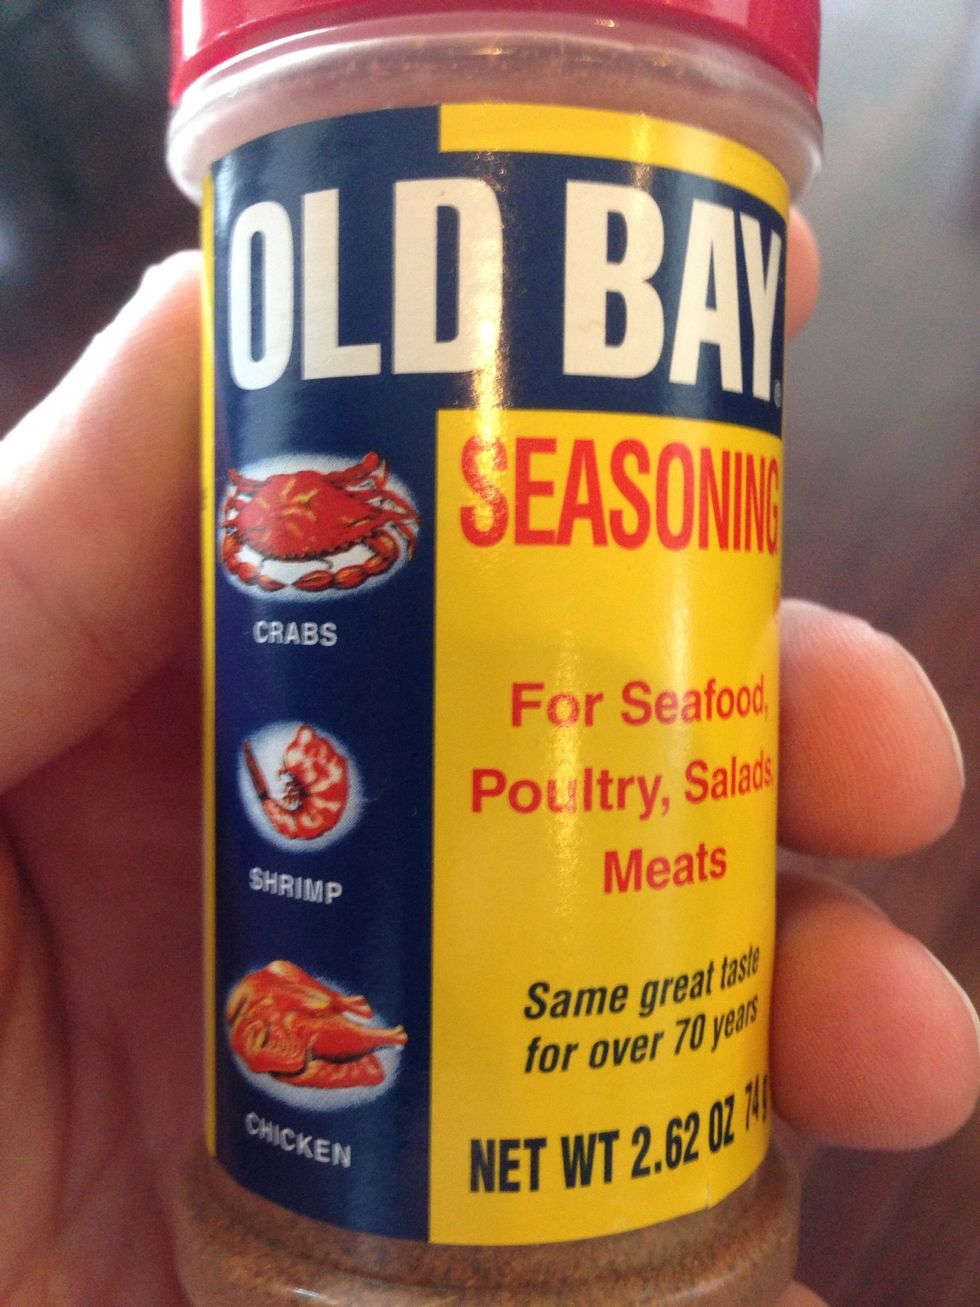 OLD BAY®
SEASONING
CRABS
For Seafood,
Poultry, Salads,
Meats
SHRIMP
Same great taste
for over 70 years
CHICKEN
NET WT 2.62 OZ 74 g